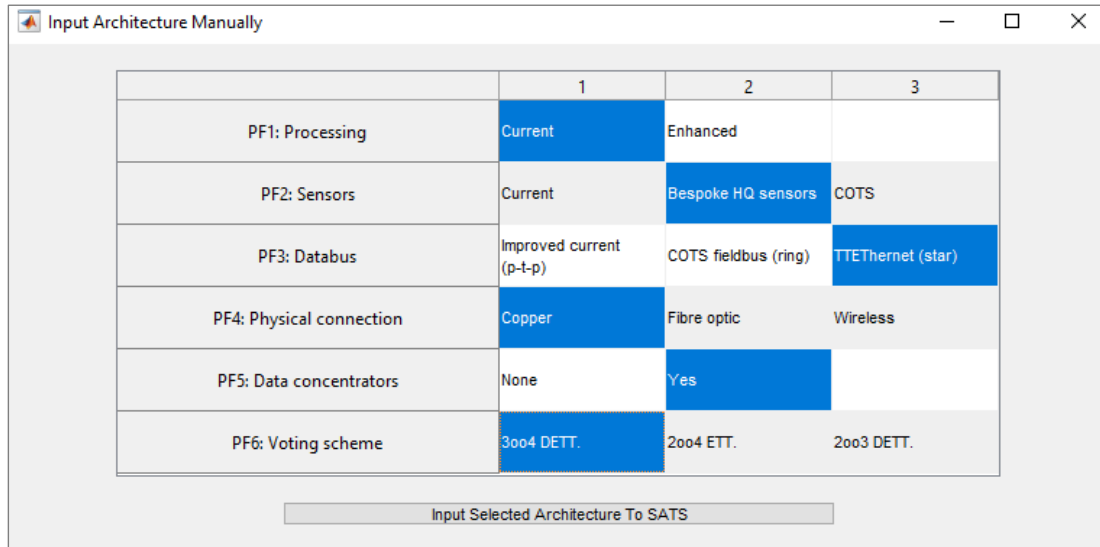 Input Architecture Manually
1 2 3
PF1: Processing Current Enhanced
PF2: Sensors Current Bespoke HQ sensors COTS
PF3: Databus Improved current (p-t-p) COTS fieldbus (ring) TTEThernet (star)
PF4: Physical connection Copper Fibre optic Wireless
PF5: Data concentrators None Yes
PF6: Voting scheme 3oo4 DETT. 2oo4 ETT. 2oo3 DETT.
Input Selected Architecture To SATS